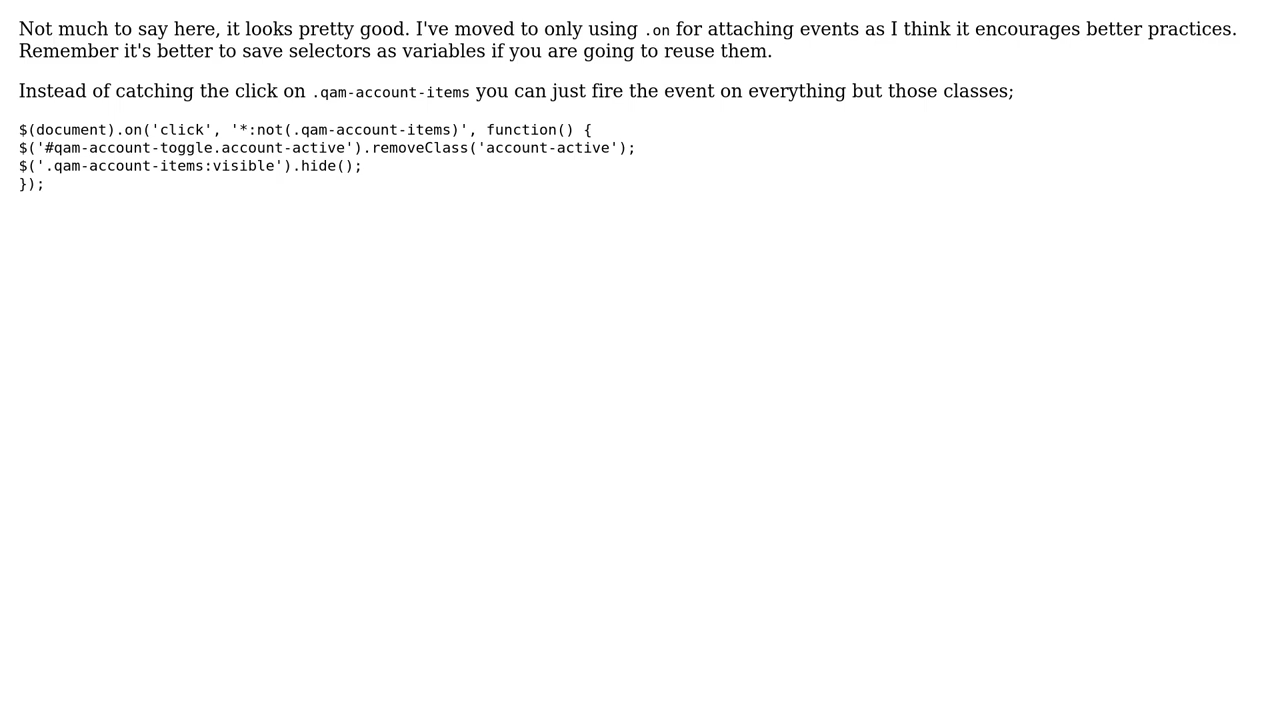 Not much to say here, it looks pretty good. I've moved to only using .on for attaching events as I think it encourages better practices.
Remember it's better to save selectors as variables if you are going to reuse them.
Instead of catching the click on .qam-account-items you can just fire the event on everything but those classes;
$(document).on('click', '*:not(.qam-account-items)', function() {
$('#qam-account-toggle.account-active').removeClass('account-active');
$('.qam-account-items:visible').hide();
});